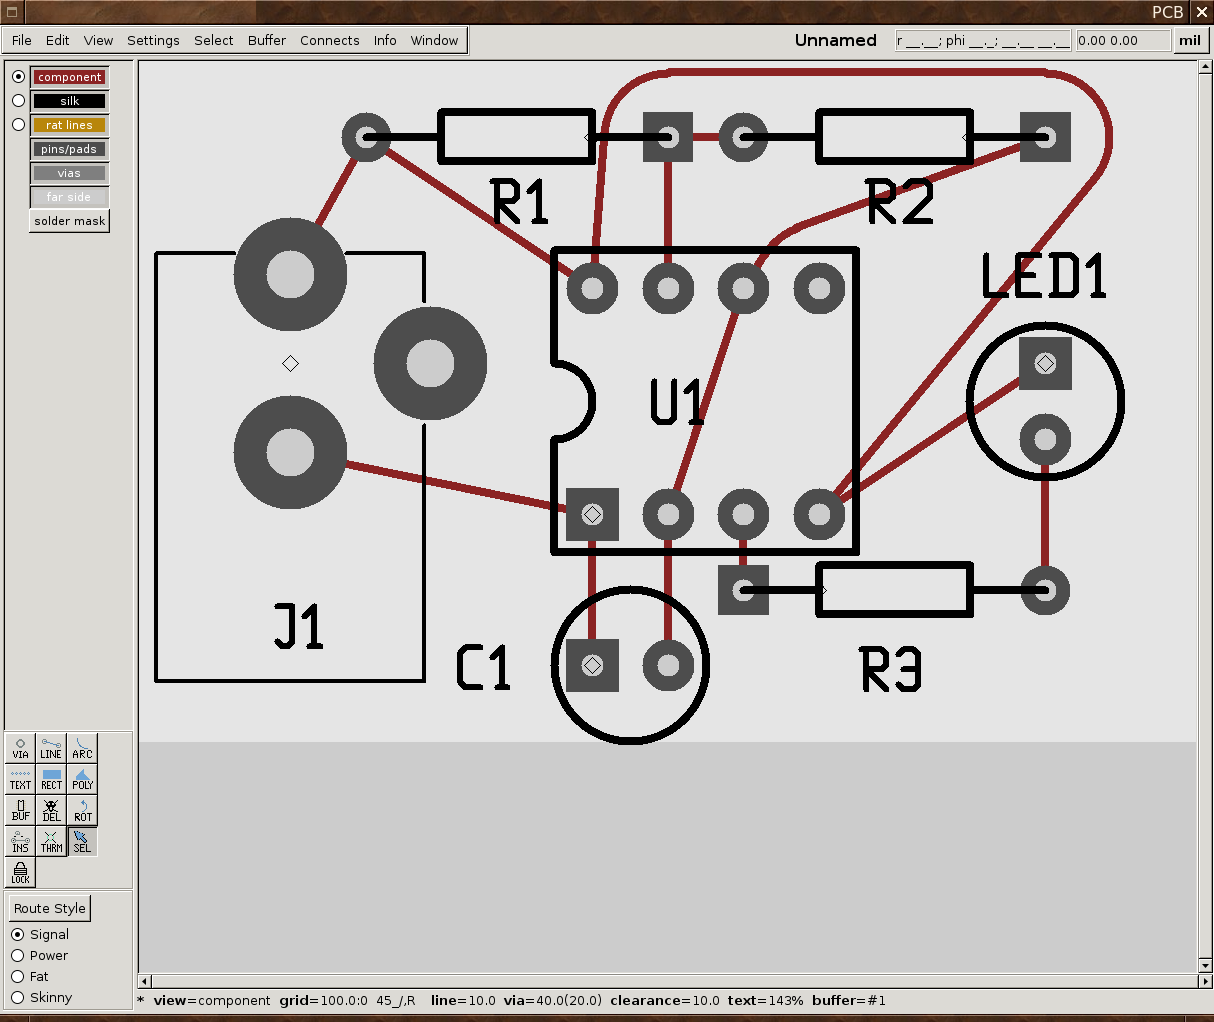 PCB
File Edit View Settings Select Buffer Connects Info Window Unnamed r __.__; phi __._; __.__ __.__ 0.00 0.00 mil
component
silk
rat lines
pins/pads
vias
far side
solder mask
R1 R2
LED1
U1
J1 C1 R3
VIA LINE ARC
TEXT RECT POLY
BUF DEL ROT
INS THRM SEL
LOCK
Route Style
Signal
Power
Fat
Skinny
* view=component grid=100.0:0 45_/,R line=10.0 via=40.0(20.0) clearance=10.0 text=143% buffer=#1